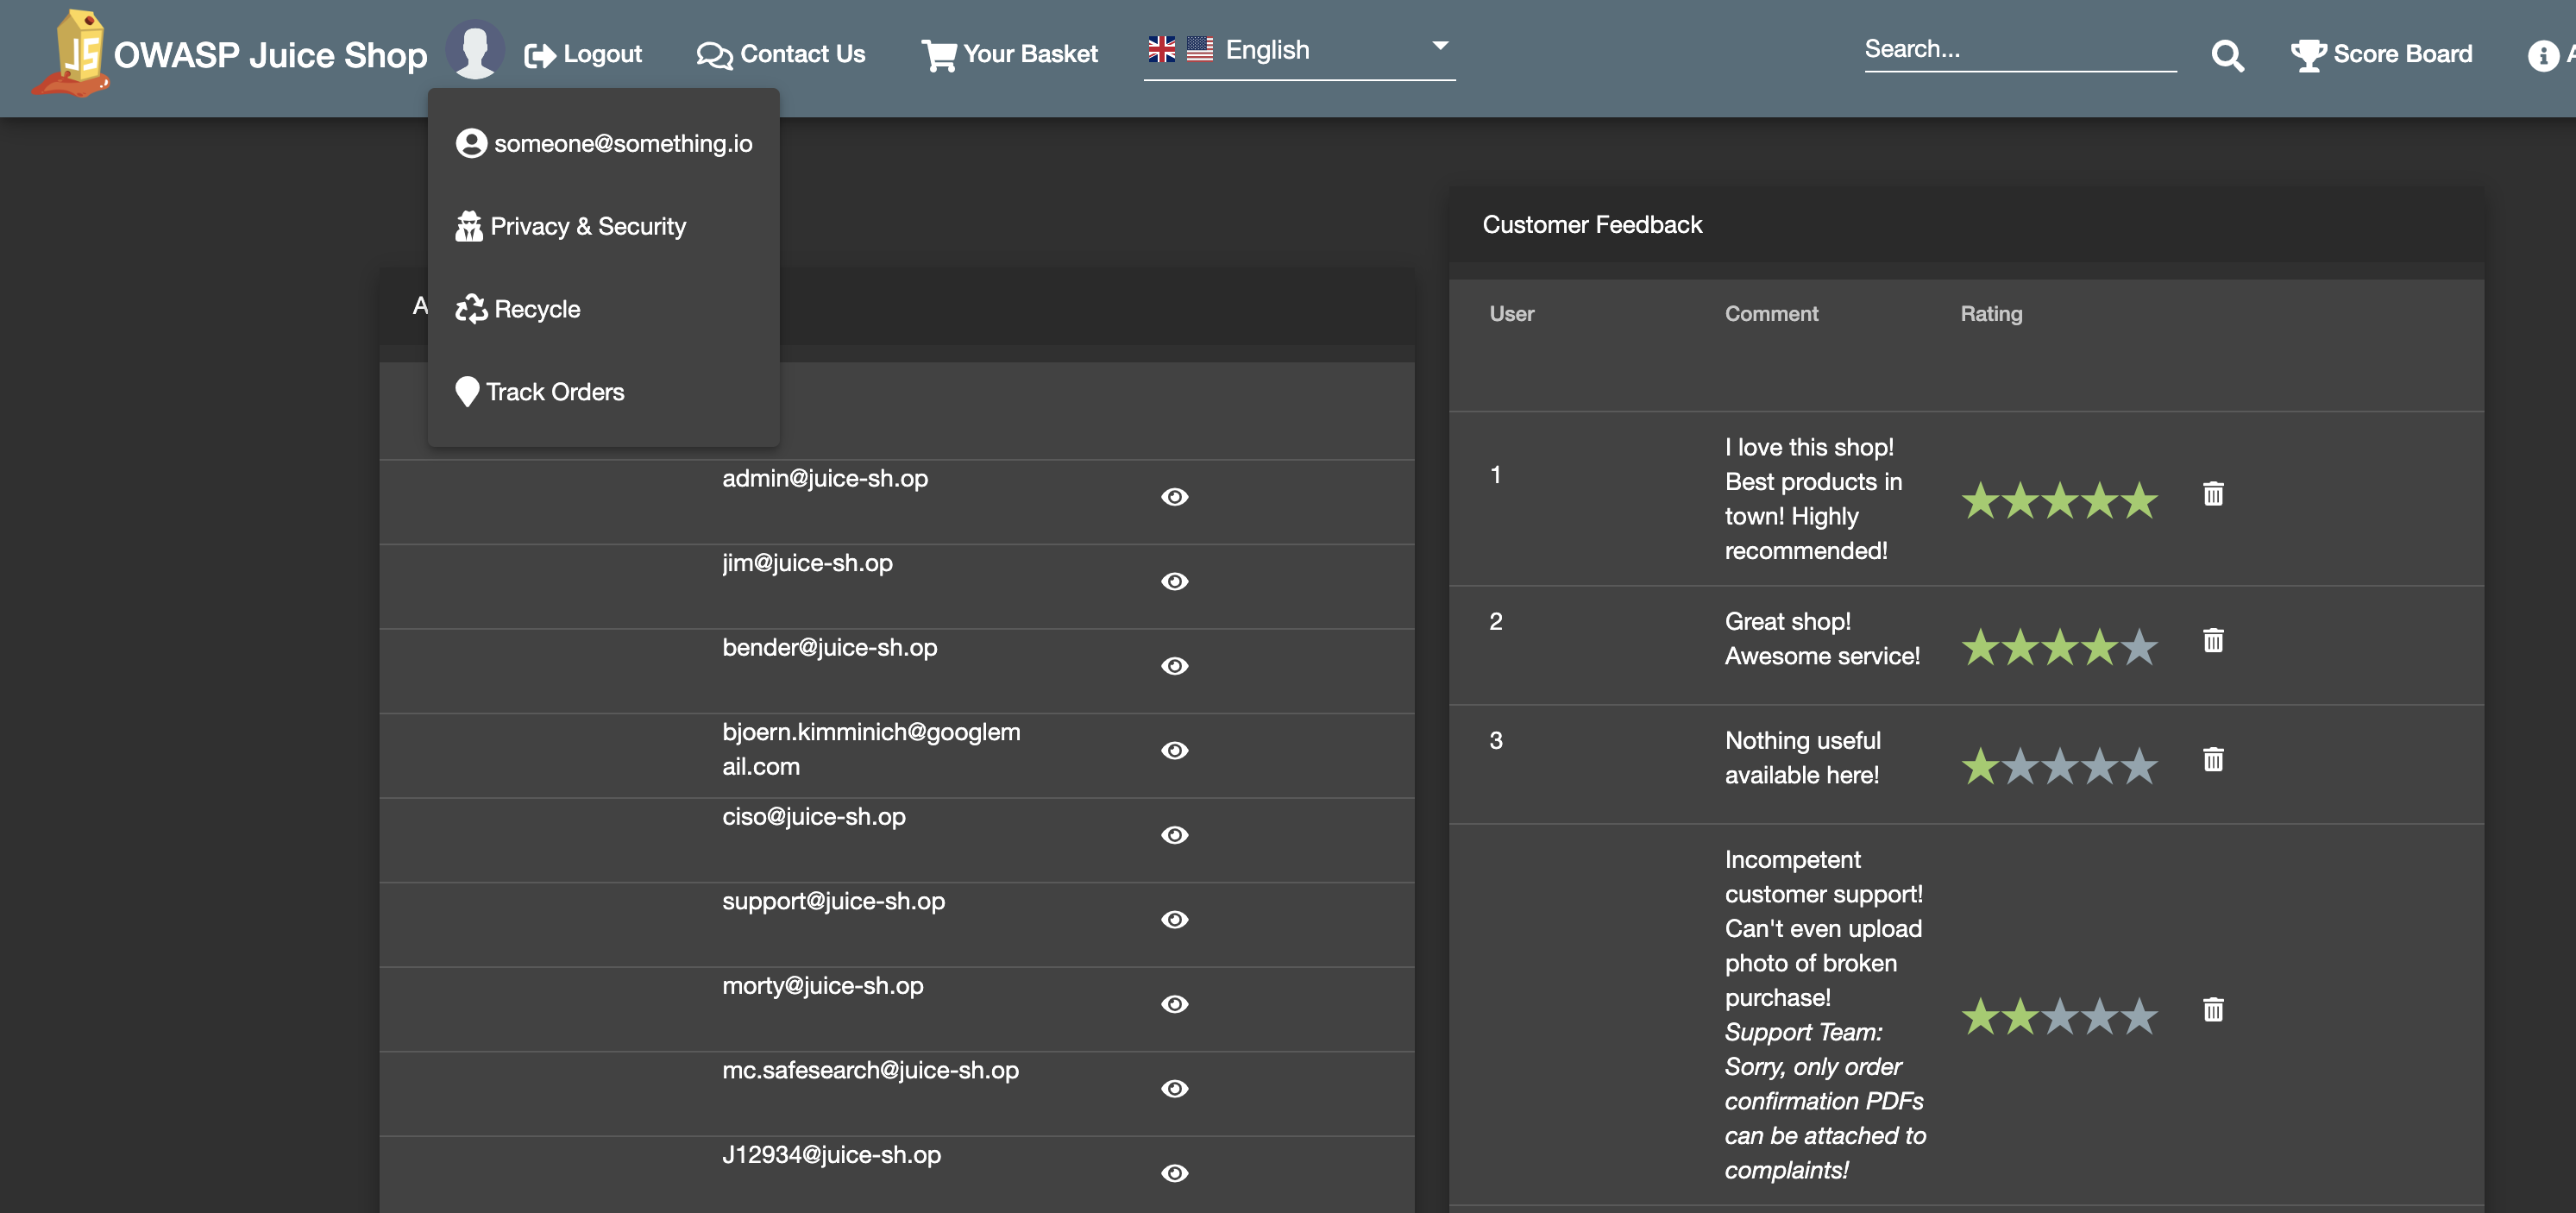 JS
OWASP Juice Shop
Logout
Contact Us
Your Basket
English
Search...
Score Board
A
someone@something.io
Privacy & Security
Recycle
Track Orders
A
admin@juice-sh.op
jim@juice-sh.op
bender@juice-sh.op
bjoern.kimminich@googlem
ail.com
ciso@juice-sh.op
support@juice-sh.op
morty@juice-sh.op
mc.safesearch@juice-sh.op
J12934@juice-sh.op
Customer Feedback
User Comment Rating
1
I love this shop!
Best products in
town! Highly
recommended!
2
Great shop!
Awesome service!
3
Nothing useful
available here!
Incompetent
customer support!
Can't even upload
photo of broken
purchase!
Support Team:
Sorry, only order
confirmation PDFs
can be attached to
complaints!